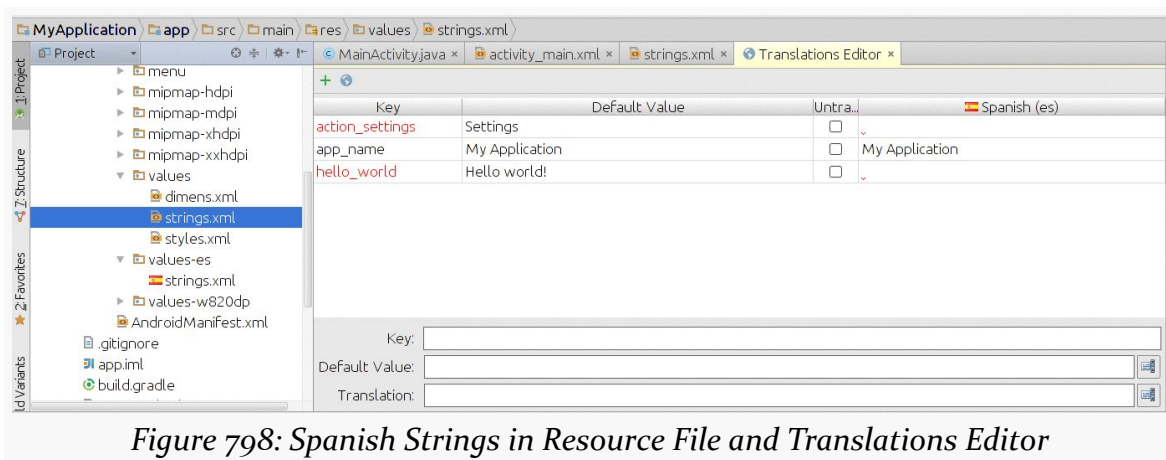 MyApplication app src main res values strings.xml
Project
MainActivity.java × activity_main.xml × strings.xml × Translations Editor ×
1: Project
Z: Structure
2: Favorites
ld Variants
menu
mipmap-hdpi
mipmap-mdpi
mipmap-xhdpi
mipmap-xxhdpi
values
dimens.xml
strings.xml
styles.xml
values-es
strings.xml
values-w820dp
AndroidManifest.xml
.gitignore
app.iml
build.gradle
Key Default Value Untra... Spanish (es)
action_settings Settings
app_name My Application My Application
hello_world Hello world!
Key:
Default Value:
Translation:
Figure 798: Spanish Strings in Resource File and Translations Editor